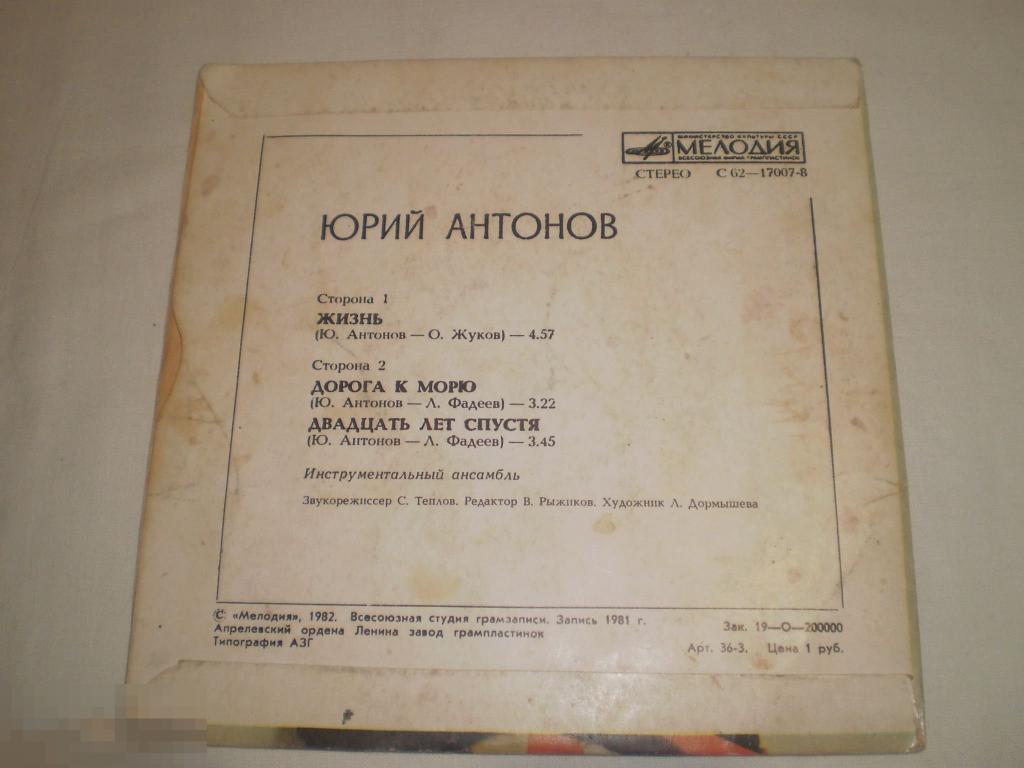 МИНИСТЕРСТВО КУЛЬТУРЫ СССР
МЕЛОДИЯ
ВСЕСОЮЗНАЯ ФИРМА ГРАМПЛАСТИНОК
СТЕРЕО С 62—17007-8
ЮРИЙ АНТОНОВ
Сторона 1
ЖИЗНЬ
(Ю. Антонов — О. Жуков) — 4.57
Сторона 2
ДОРОГА К МОРЮ
(Ю. Антонов — Л. Фадеев) — 3.22
ДВАДЦАТЬ ЛЕТ СПУСТЯ
(Ю. Антонов — Л. Фадеев) — 3.45
Инструментальный ансамбль
Звукорежиссер С. Теплов. Редактор В. Рыжиков. Художник Л. Дормышева
© «Мелодия», 1982. Всесоюзная студия грамзаписи. Запись 1981 г.
Апрелевский ордена Ленина завод грампластинок
Типография АЗГ
Зак. 19—О—200000
Арт. 36-3. Цена 1 руб.